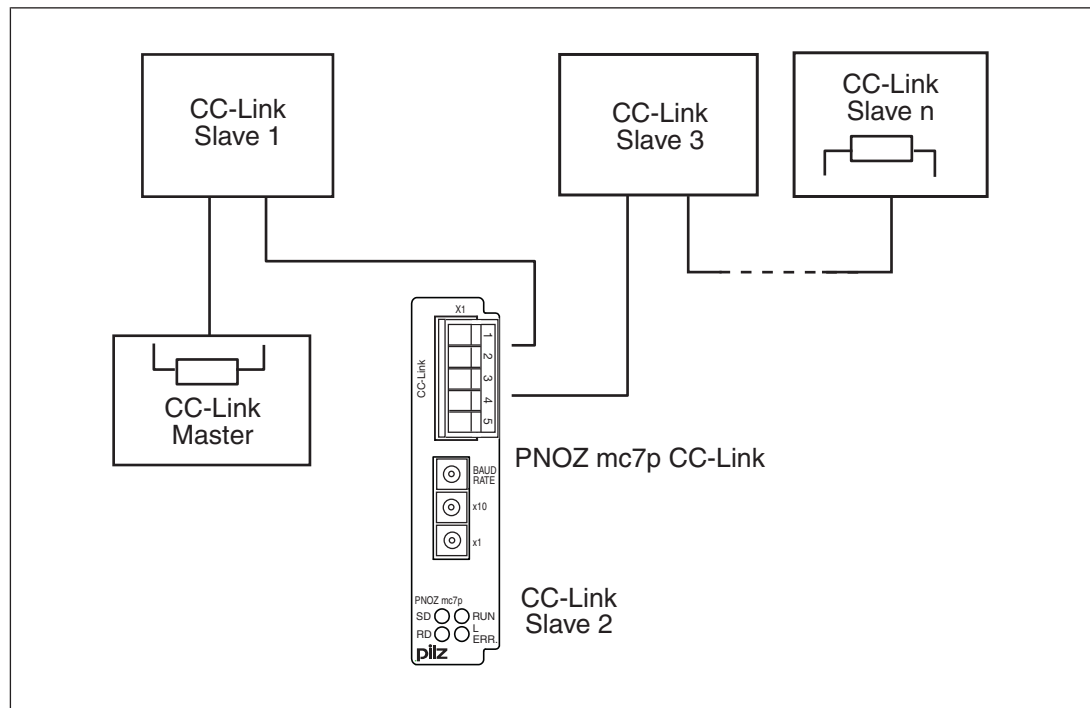 CC-Link
Slave 1
CC-Link
Slave 3
CC-Link
Slave n
CC-Link
Master
X1
CC-Link
1
2
3
4
5
PNOZ mc7p CC-Link
BAUD
RATE
x10
x1
CC-Link
Slave 2
PNOZ mc7p
SD RUN
RD L
ERR.
pilz